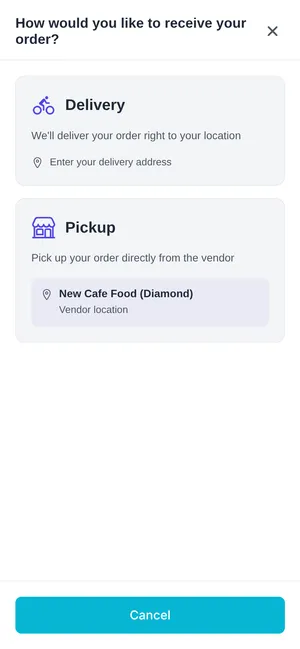 How would you like to receive your
order?
Delivery
We'll deliver your order right to your location
Enter your delivery address
Pickup
Pick up your order directly from the vendor
New Cafe Food (Diamond)
Vendor location
Cancel